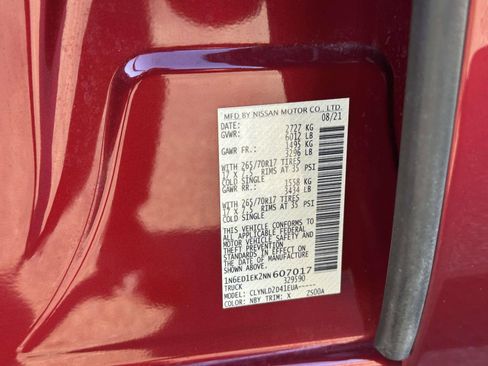 MFD BY NISSAN MOTOR CO., LTD.
DATE: 08/21
GVWR: 2727 KG
6012 LB
GAWR FR.: 1495 KG
3296 LB
WITH 265/70R17 TIRES
17 X 7.5 RIMS AT 35 PSI
COLD SINGLE
GAWR RR.: 1558 KG
3434 LB
WITH 265/70R17 TIRES
17 X 7.5 RIMS AT 35 PSI
COLD SINGLE
THIS VEHICLE CONFORMS TO
ALL APPLICABLE FEDERAL
MOTOR VEHICLE SAFETY AND
THEFT PREVENTION
STANDARDS IN EFFECT ON
THE DATE OF MANUFACTURE
SHOWN ABOVE.
1N6ED1EK2NN607017
TRUCK 329590
MODEL: CLYNLD2D41EUA-----
COLOR: NBY TRIM: X 7500A